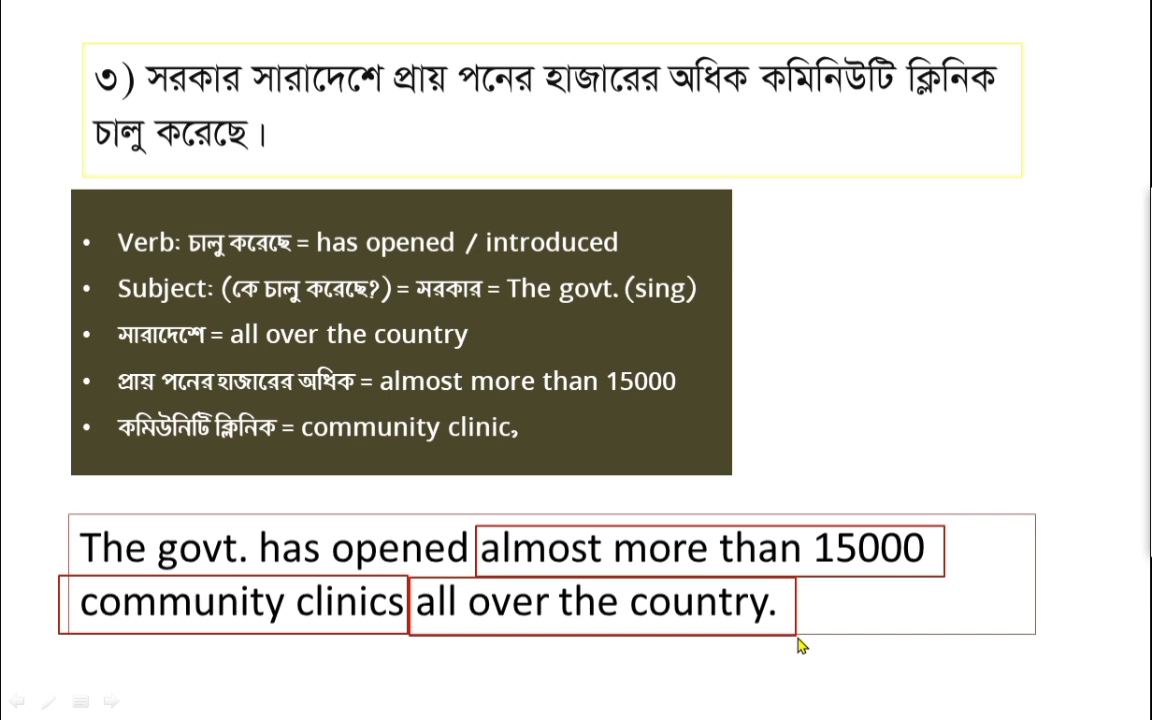 ৩) সরকার সারাদেশে প্রায় পনের হাজারের অধিক কমিনিউটি ক্লিনিক
চালু করেছে।
• Verb: চালু করেছে = has opened / introduced
• Subject: (কে চালু করেছে?) = সরকার = The govt. (sing)
• সারাদেশে = all over the country
• প্রায় পনের হাজারের অধিক = almost more than 15000
• কমিউনিটি ক্লিনিক = community clinic,
The govt. has opened almost more than 15000
community clinics all over the country.